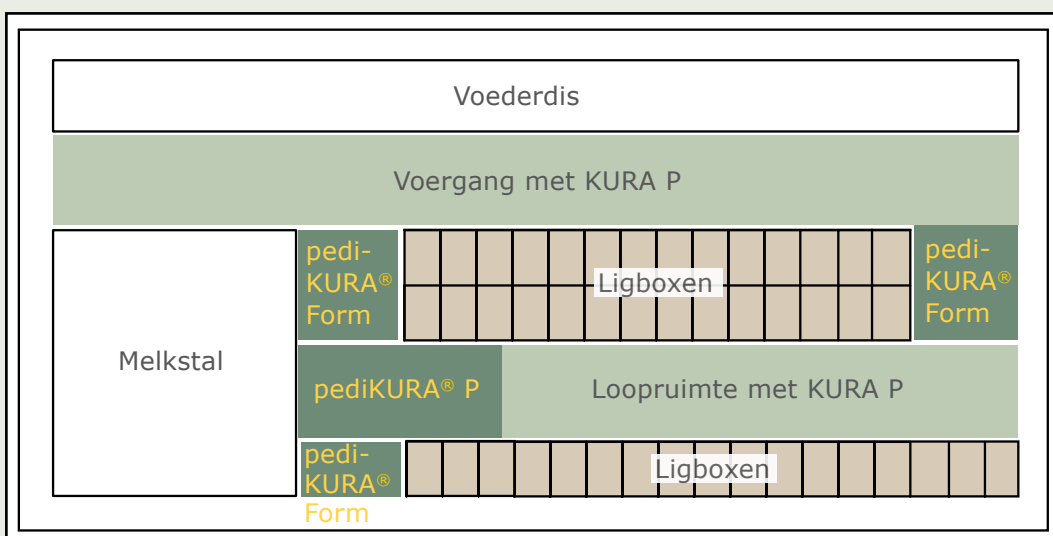 Voederdis
Voergang met KURA P
pedi-
KURA®
Form
Ligboxen
pedi-
KURA®
Form
Melkstal
pediKURA® P
Loopruimte met KURA P
pedi-
KURA®
Form
Ligboxen